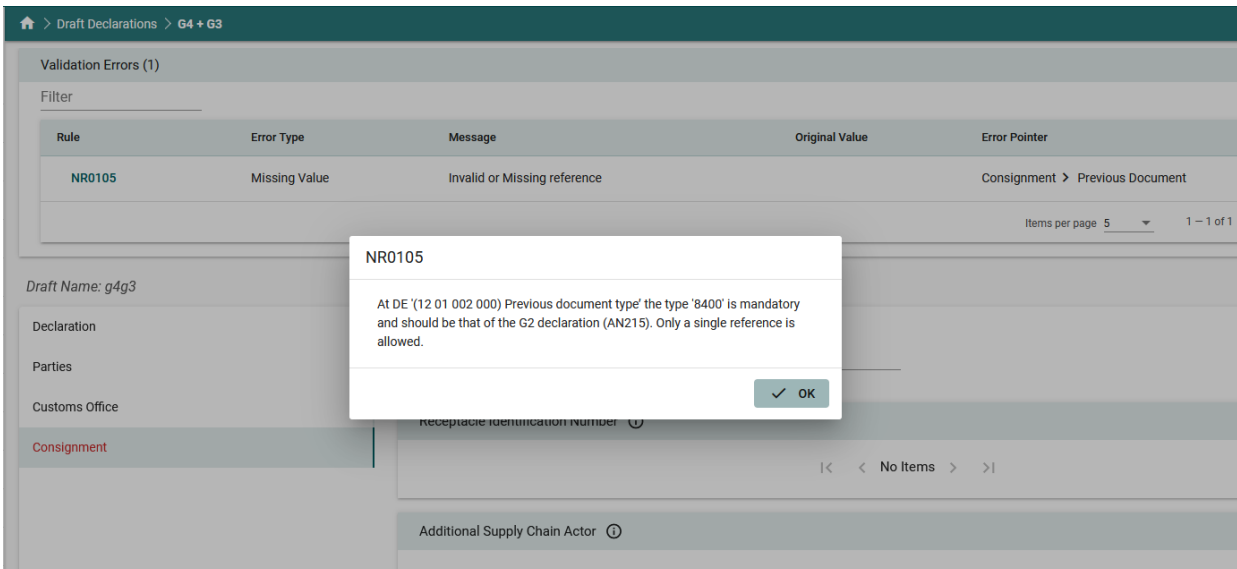 Draft Declarations > G4 + G3
Validation Errors (1)
Filter
Rule Error Type Message Original Value Error Pointer
NR0105 Missing Value Invalid or Missing reference Consignment > Previous Document
Items per page 5 1 – 1 of 1
NR0105
At DE '(12 01 002 000) Previous document type' the type '8400' is mandatory
and should be that of the G2 declaration (AN215). Only a single reference is
allowed.
OK
Draft Name: g4g3
Declaration
Parties
Customs Office
Consignment
Receptacle Identification Number
No Items
Additional Supply Chain Actor